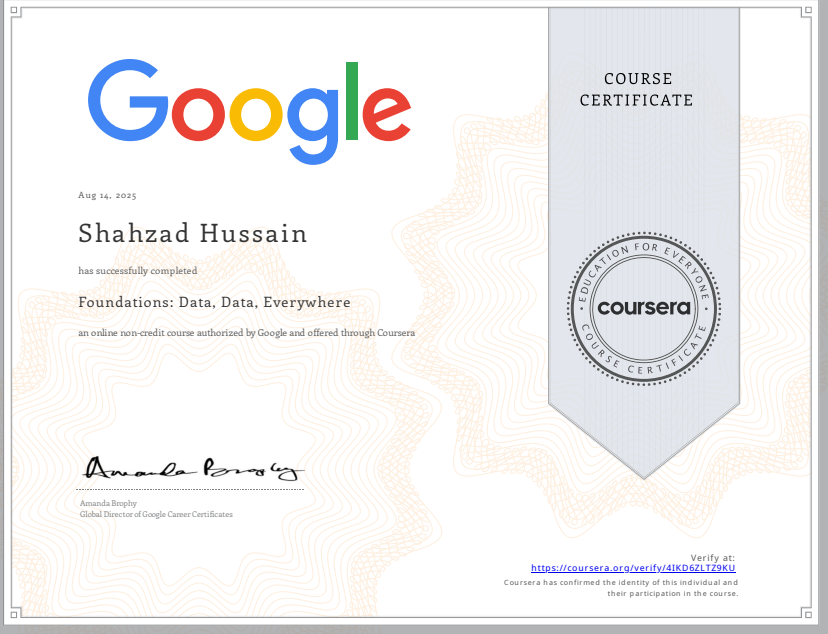 Google
COURSE
CERTIFICATE
Aug 14, 2025
Shahzad Hussain
has successfully completed
Foundations: Data, Data, Everywhere
an online non-credit course authorized by Google and offered through Coursera
EDUCATION FOR EVERYONE
coursera
COURSE CERTIFICATE
Amanda Brophy
Amanda Brophy
Global Director of Google Career Certificates
Verify at:
https://coursera.org/verify/4IKD6ZLTZ9KU
Coursera has confirmed the identity of this individual and
their participation in the course.